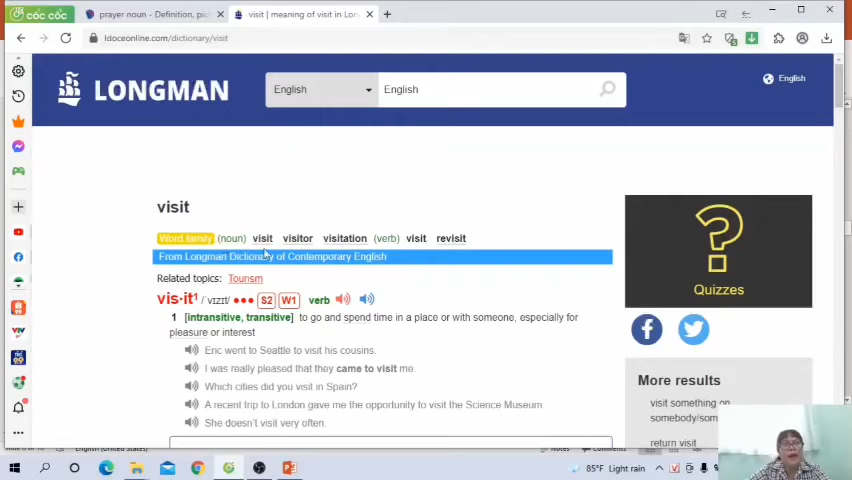 cốc cốc
prayer noun - Definition, pic
visit | meaning of visit in Lon
ldoceonline.com/dictionary/visit
LONGMAN
English
English
English
visit
Word family (noun) visit visitor visitation (verb) visit revisit
From Longman Dictionary of Contemporary English
Related topics: Tourism
vis·it1 /ˈvɪzɪt/ ●●● S2 W1 verb
1 [intransitive, transitive] to go and spend time in a place or with someone, especially for
pleasure or interest
Eric went to Seattle to visit his cousins.
I was really pleased that they came to visit me.
Which cities did you visit in Spain?
A recent trip to London gave me the opportunity to visit the Science Museum
She doesn't visit very often.
?
Quizzes
More results
visit something on
return visit
English (United States)
Notes
Comments
85°F Light rain